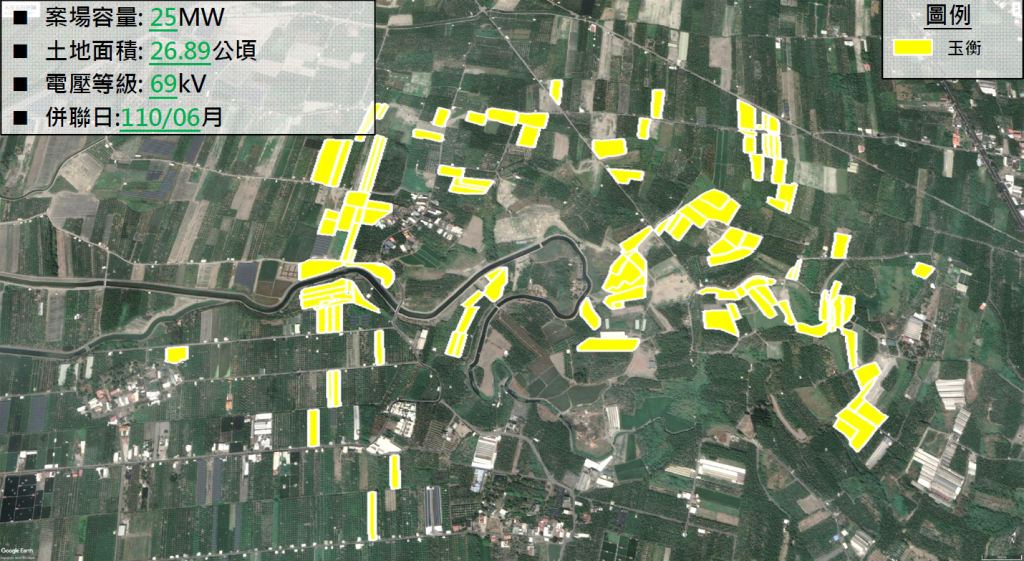 ■ 案場容量: 25MW
■ 土地面積: 26.89公頃
■ 電壓等級: 69kV
■ 併聯日:110/06月
圖例
玉衡
Google Earth